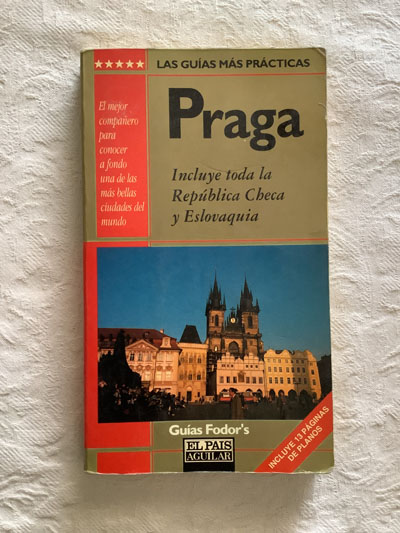 ★★★★★ LAS GUÍAS MÁS PRÁCTICAS
El mejor
compañero
para
conocer
a fondo
una de las
más bellas
ciudades del
mundo
Praga
Incluye toda la
República Checa
y Eslovaquia
Guías Fodor's
EL PAIS
AGUILAR
INCLUYE 13 PÁGINAS
DE PLANOS